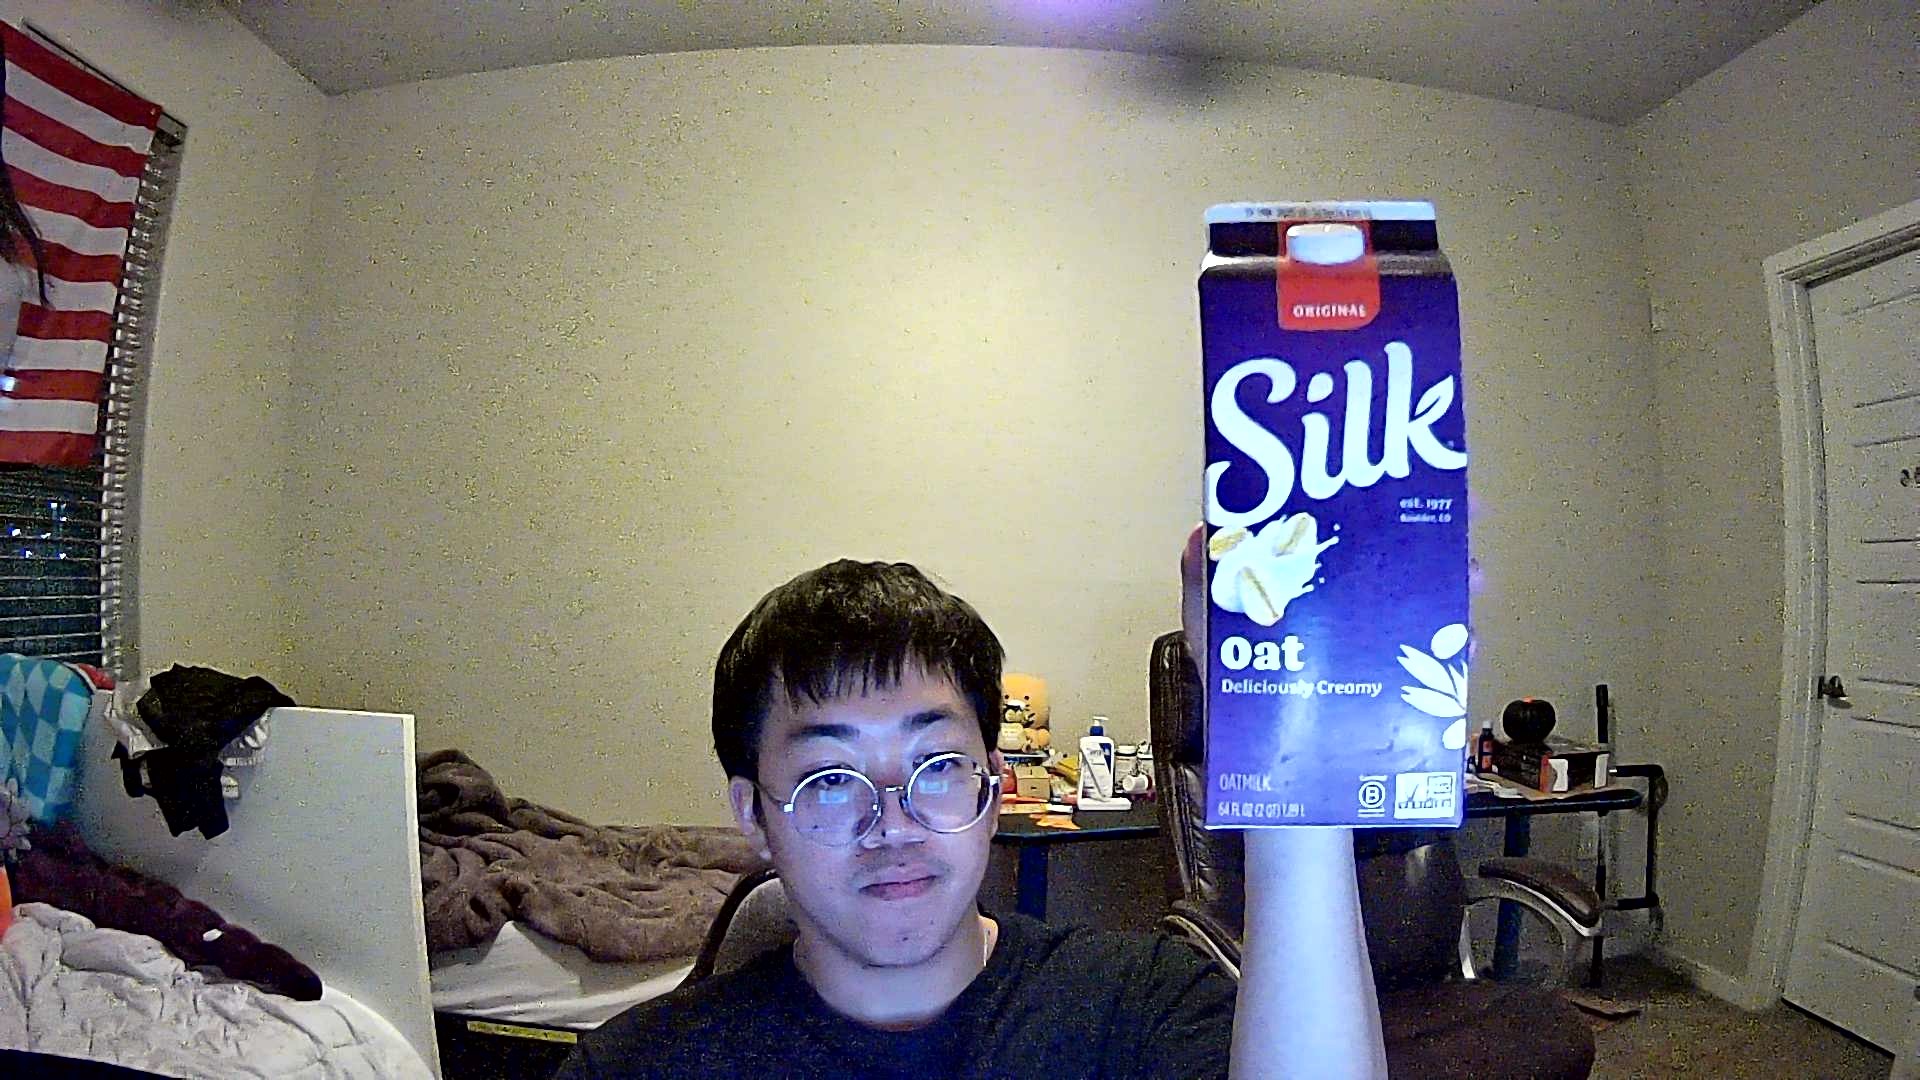 ORIGINAL
Silk
est. 1977
Boulder, CO
Oat
Deliciously Creamy
OATMILK
64 FL OZ (2 QT) 1.89 L
B